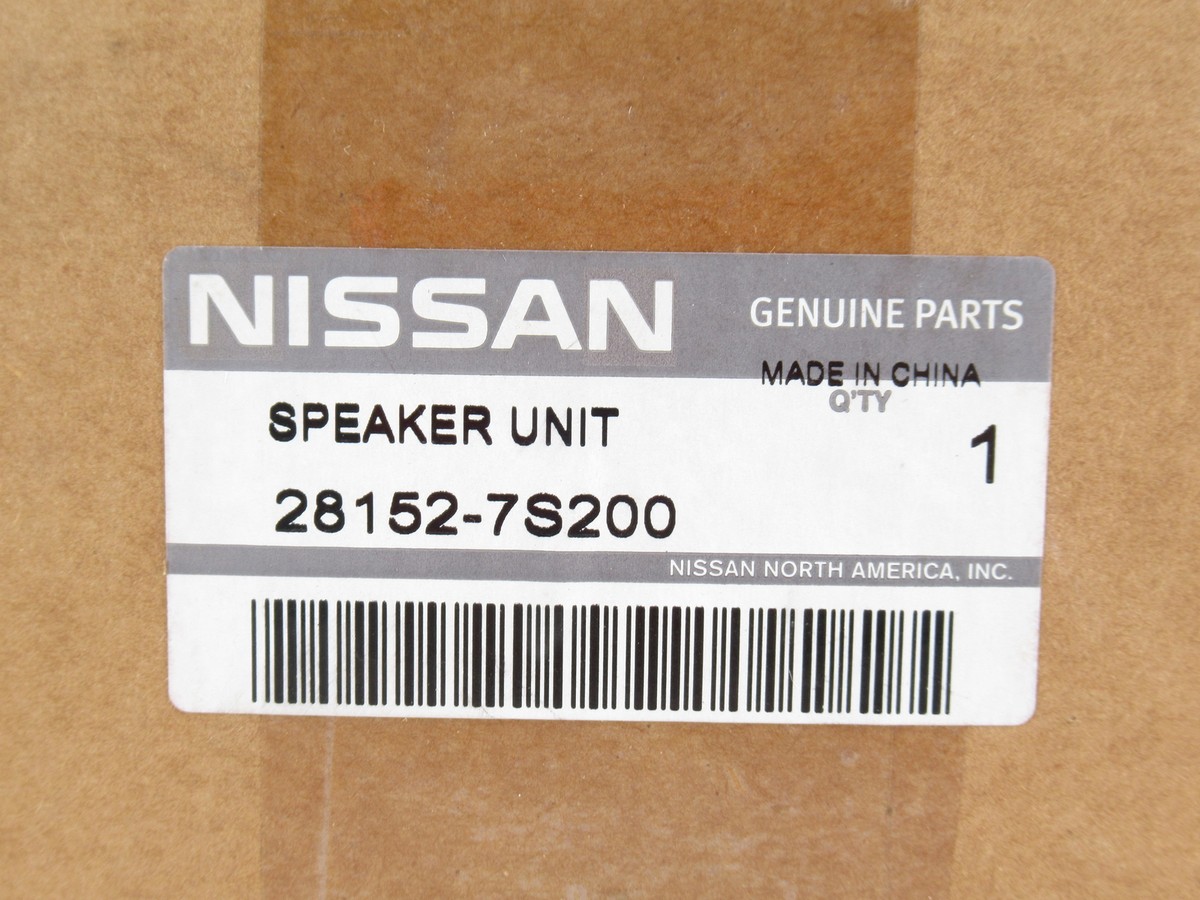 NISSAN
GENUINE PARTS
MADE IN CHINA
Q'TY
SPEAKER UNIT
1
28152-7S200
NISSAN NORTH AMERICA, INC.